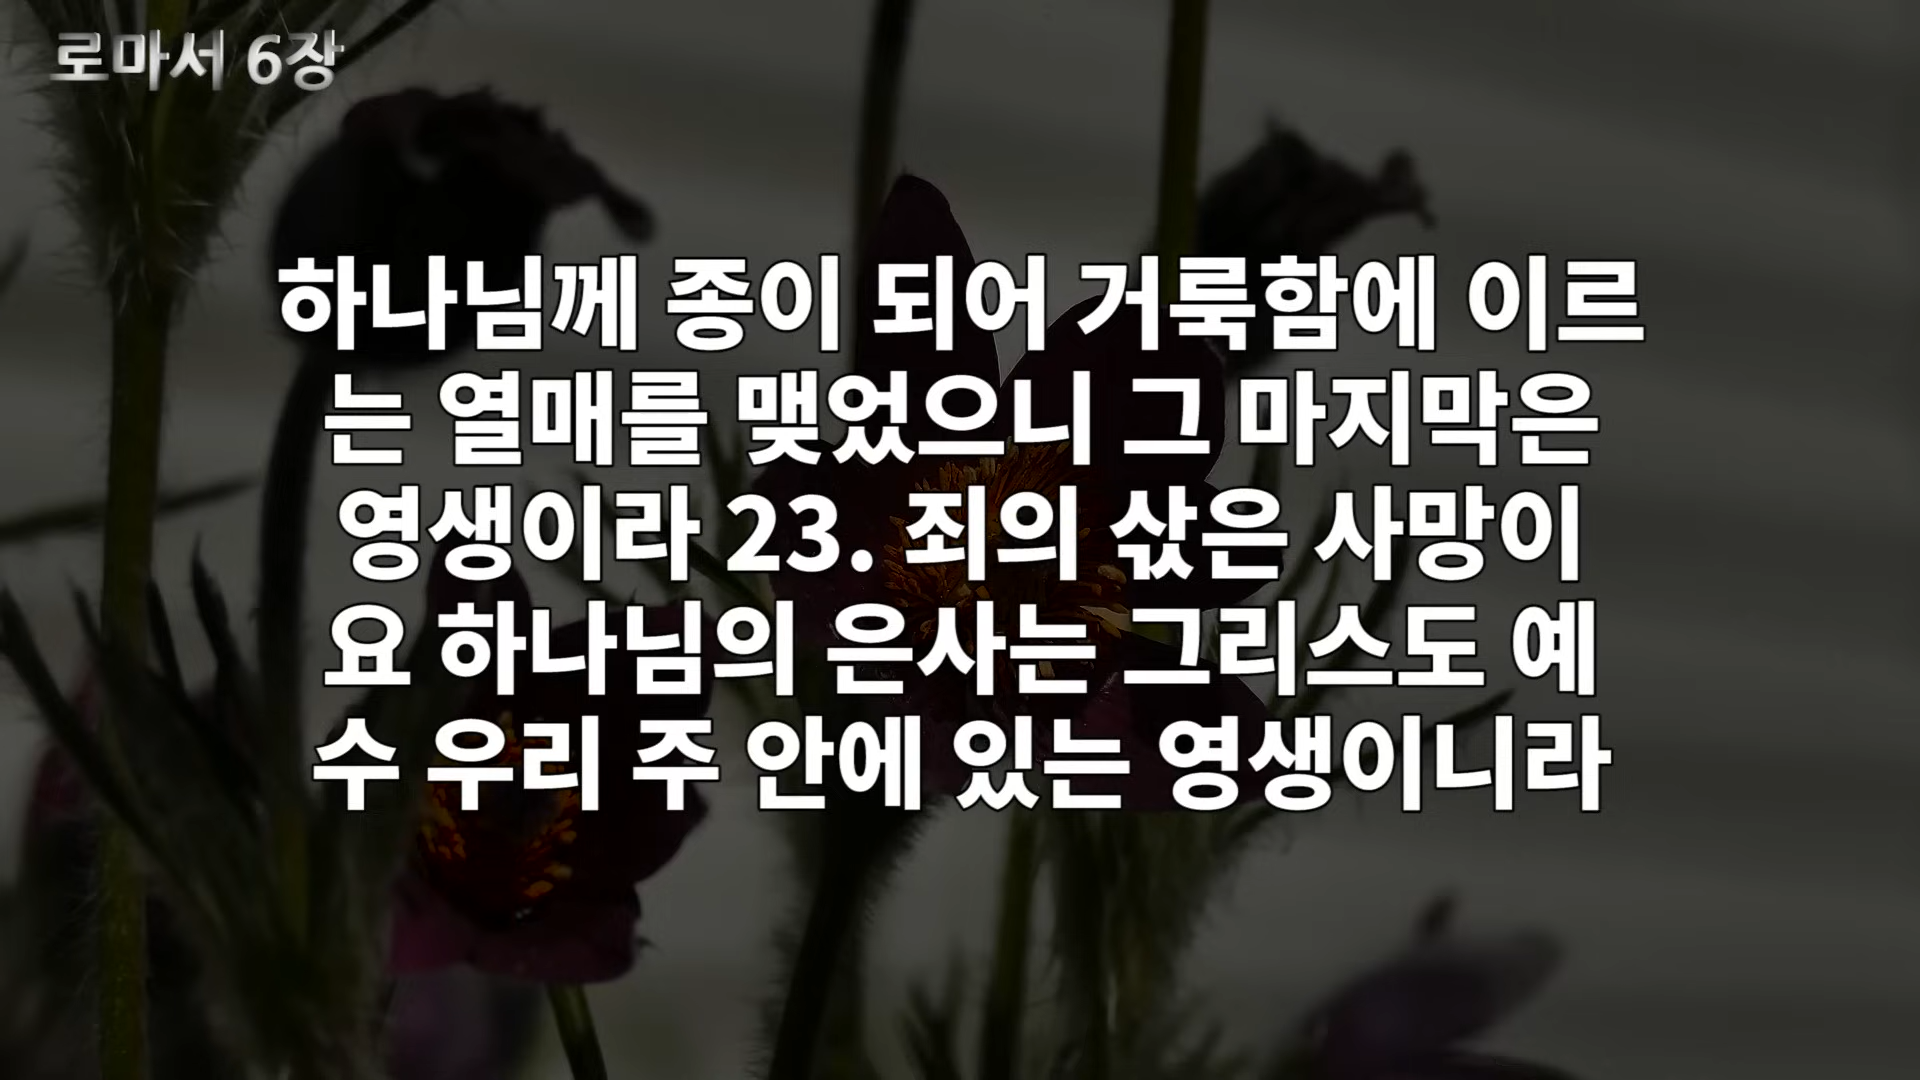 로마서 6장
하나님께 종이 되어 거룩함에 이르
는 열매를 맺었으니 그 마지막은
영생이라 23. 죄의 삯은 사망이
요 하나님의 은사는 그리스도 예
수 우리 주 안에 있는 영생이니라